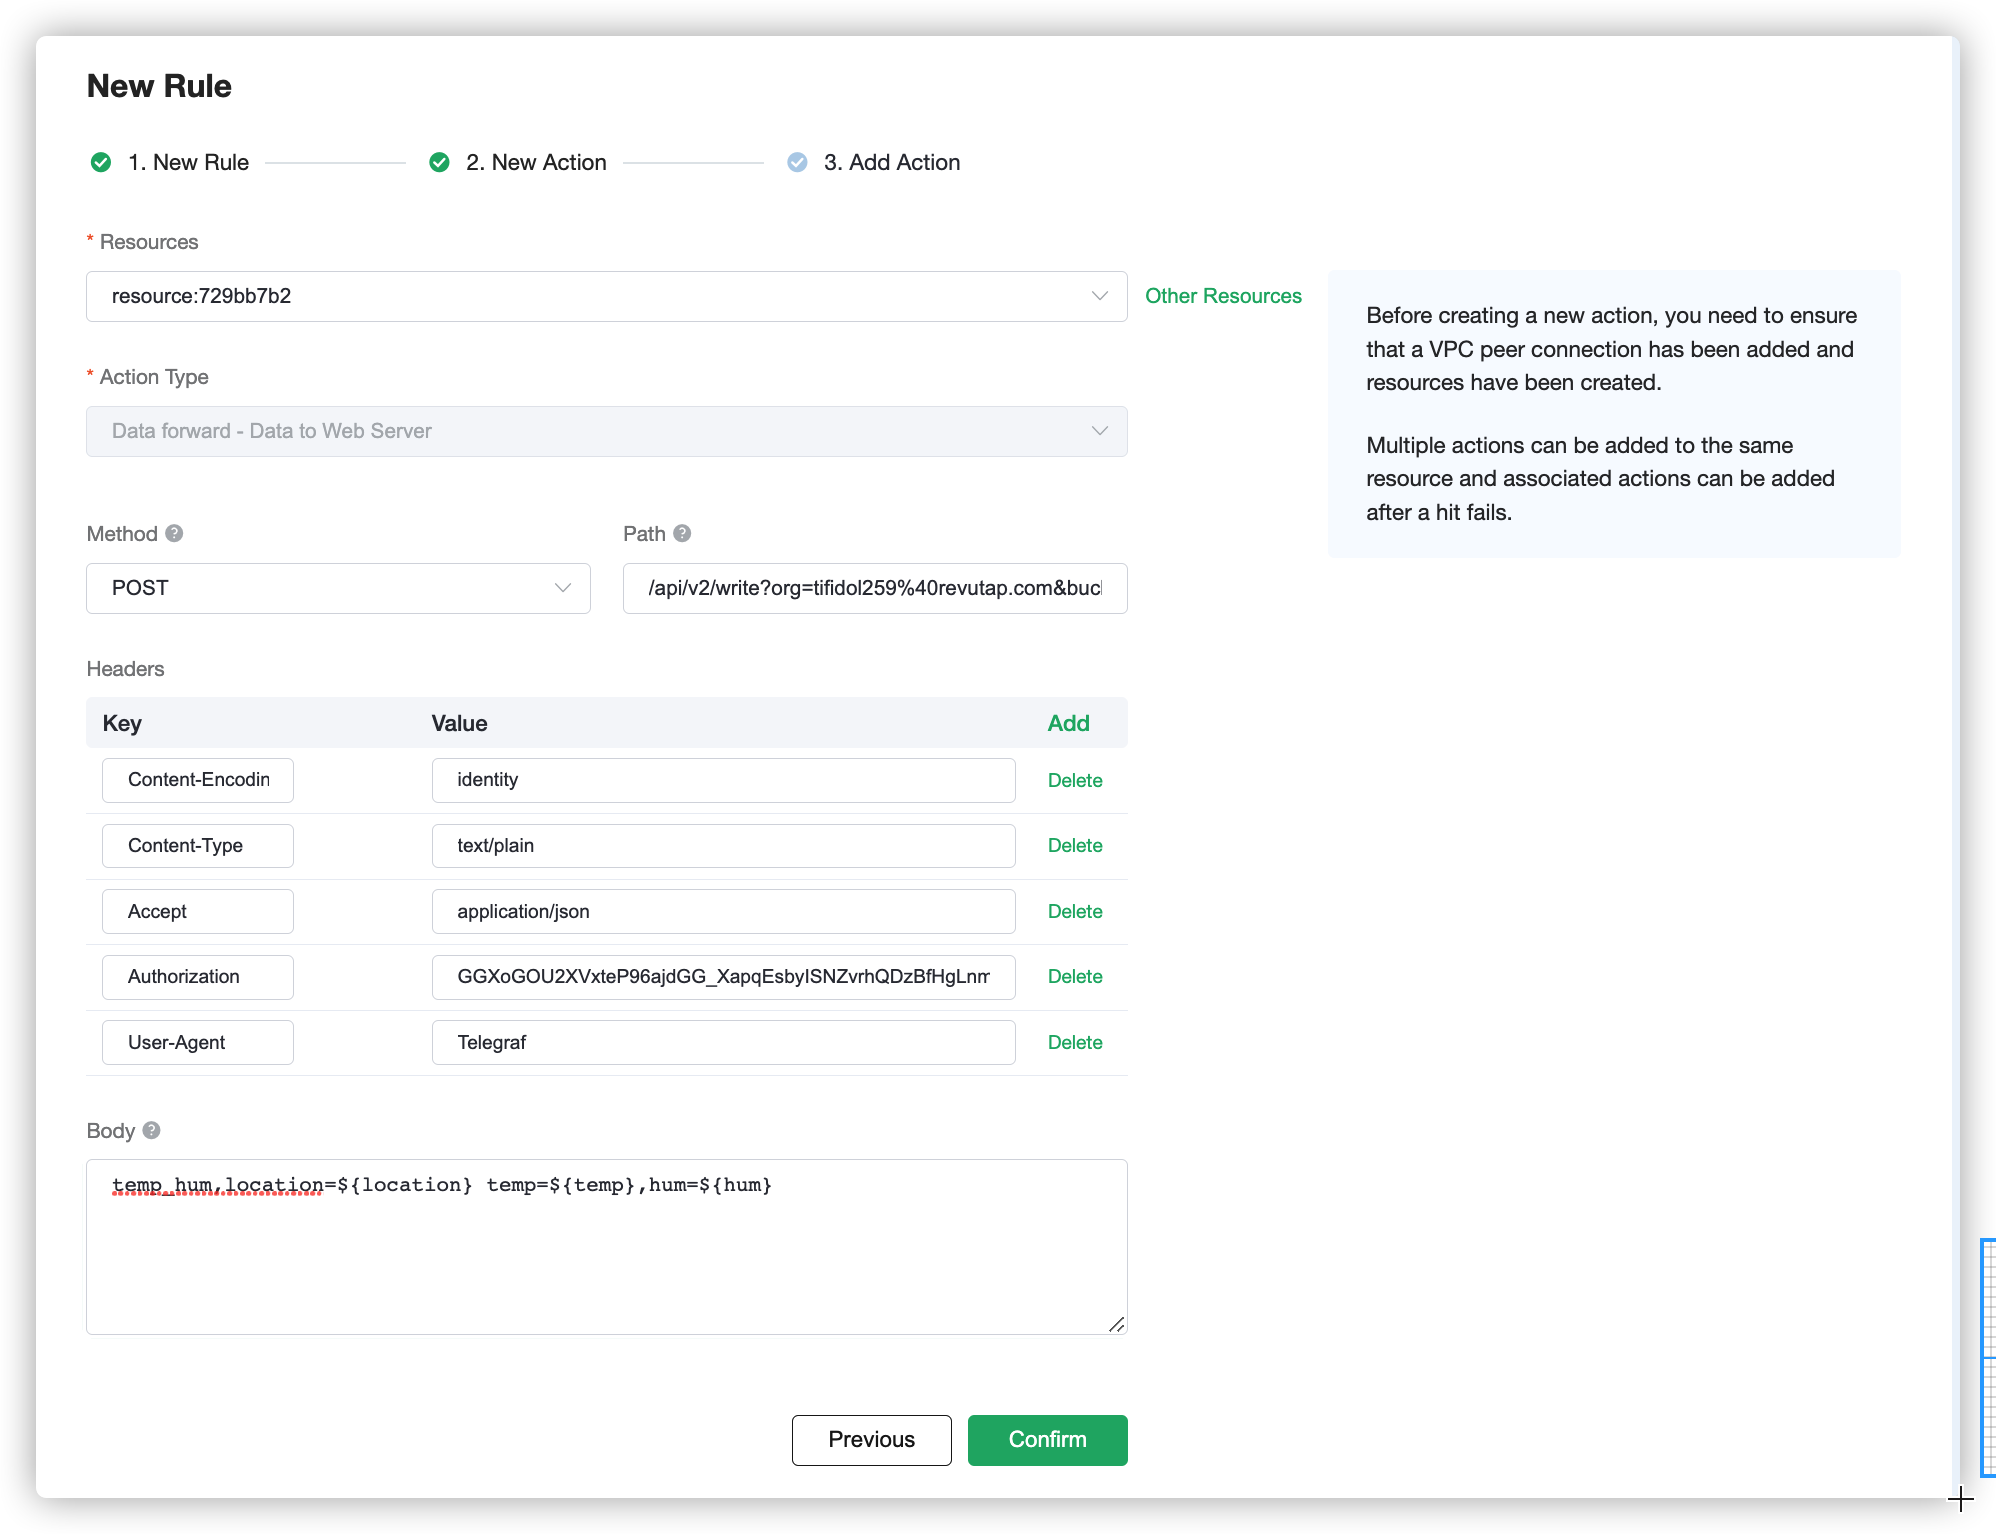 New Rule
1. New Rule
2. New Action
3. Add Action
* Resources
resource:729bb7b2
Other Resources
Before creating a new action, you need to ensure
that a VPC peer connection has been added and
resources have been created.
Multiple actions can be added to the same
resource and associated actions can be added
after a hit fails.
* Action Type
Data forward - Data to Web Server
Method ?
Path ?
POST
/api/v2/write?org=tifidol259%40revutap.com&buc
Headers
Key Value Add
Content-Encodin identity Delete
Content-Type text/plain Delete
Accept application/json Delete
Authorization GGXoGOU2XVxteP96ajdGG_XapqEsbyISNZvrhQDzBfHgLnm Delete
User-Agent Telegraf Delete
Body ?
temp_hum,location=${location} temp=${temp},hum=${hum}
Previous
Confirm